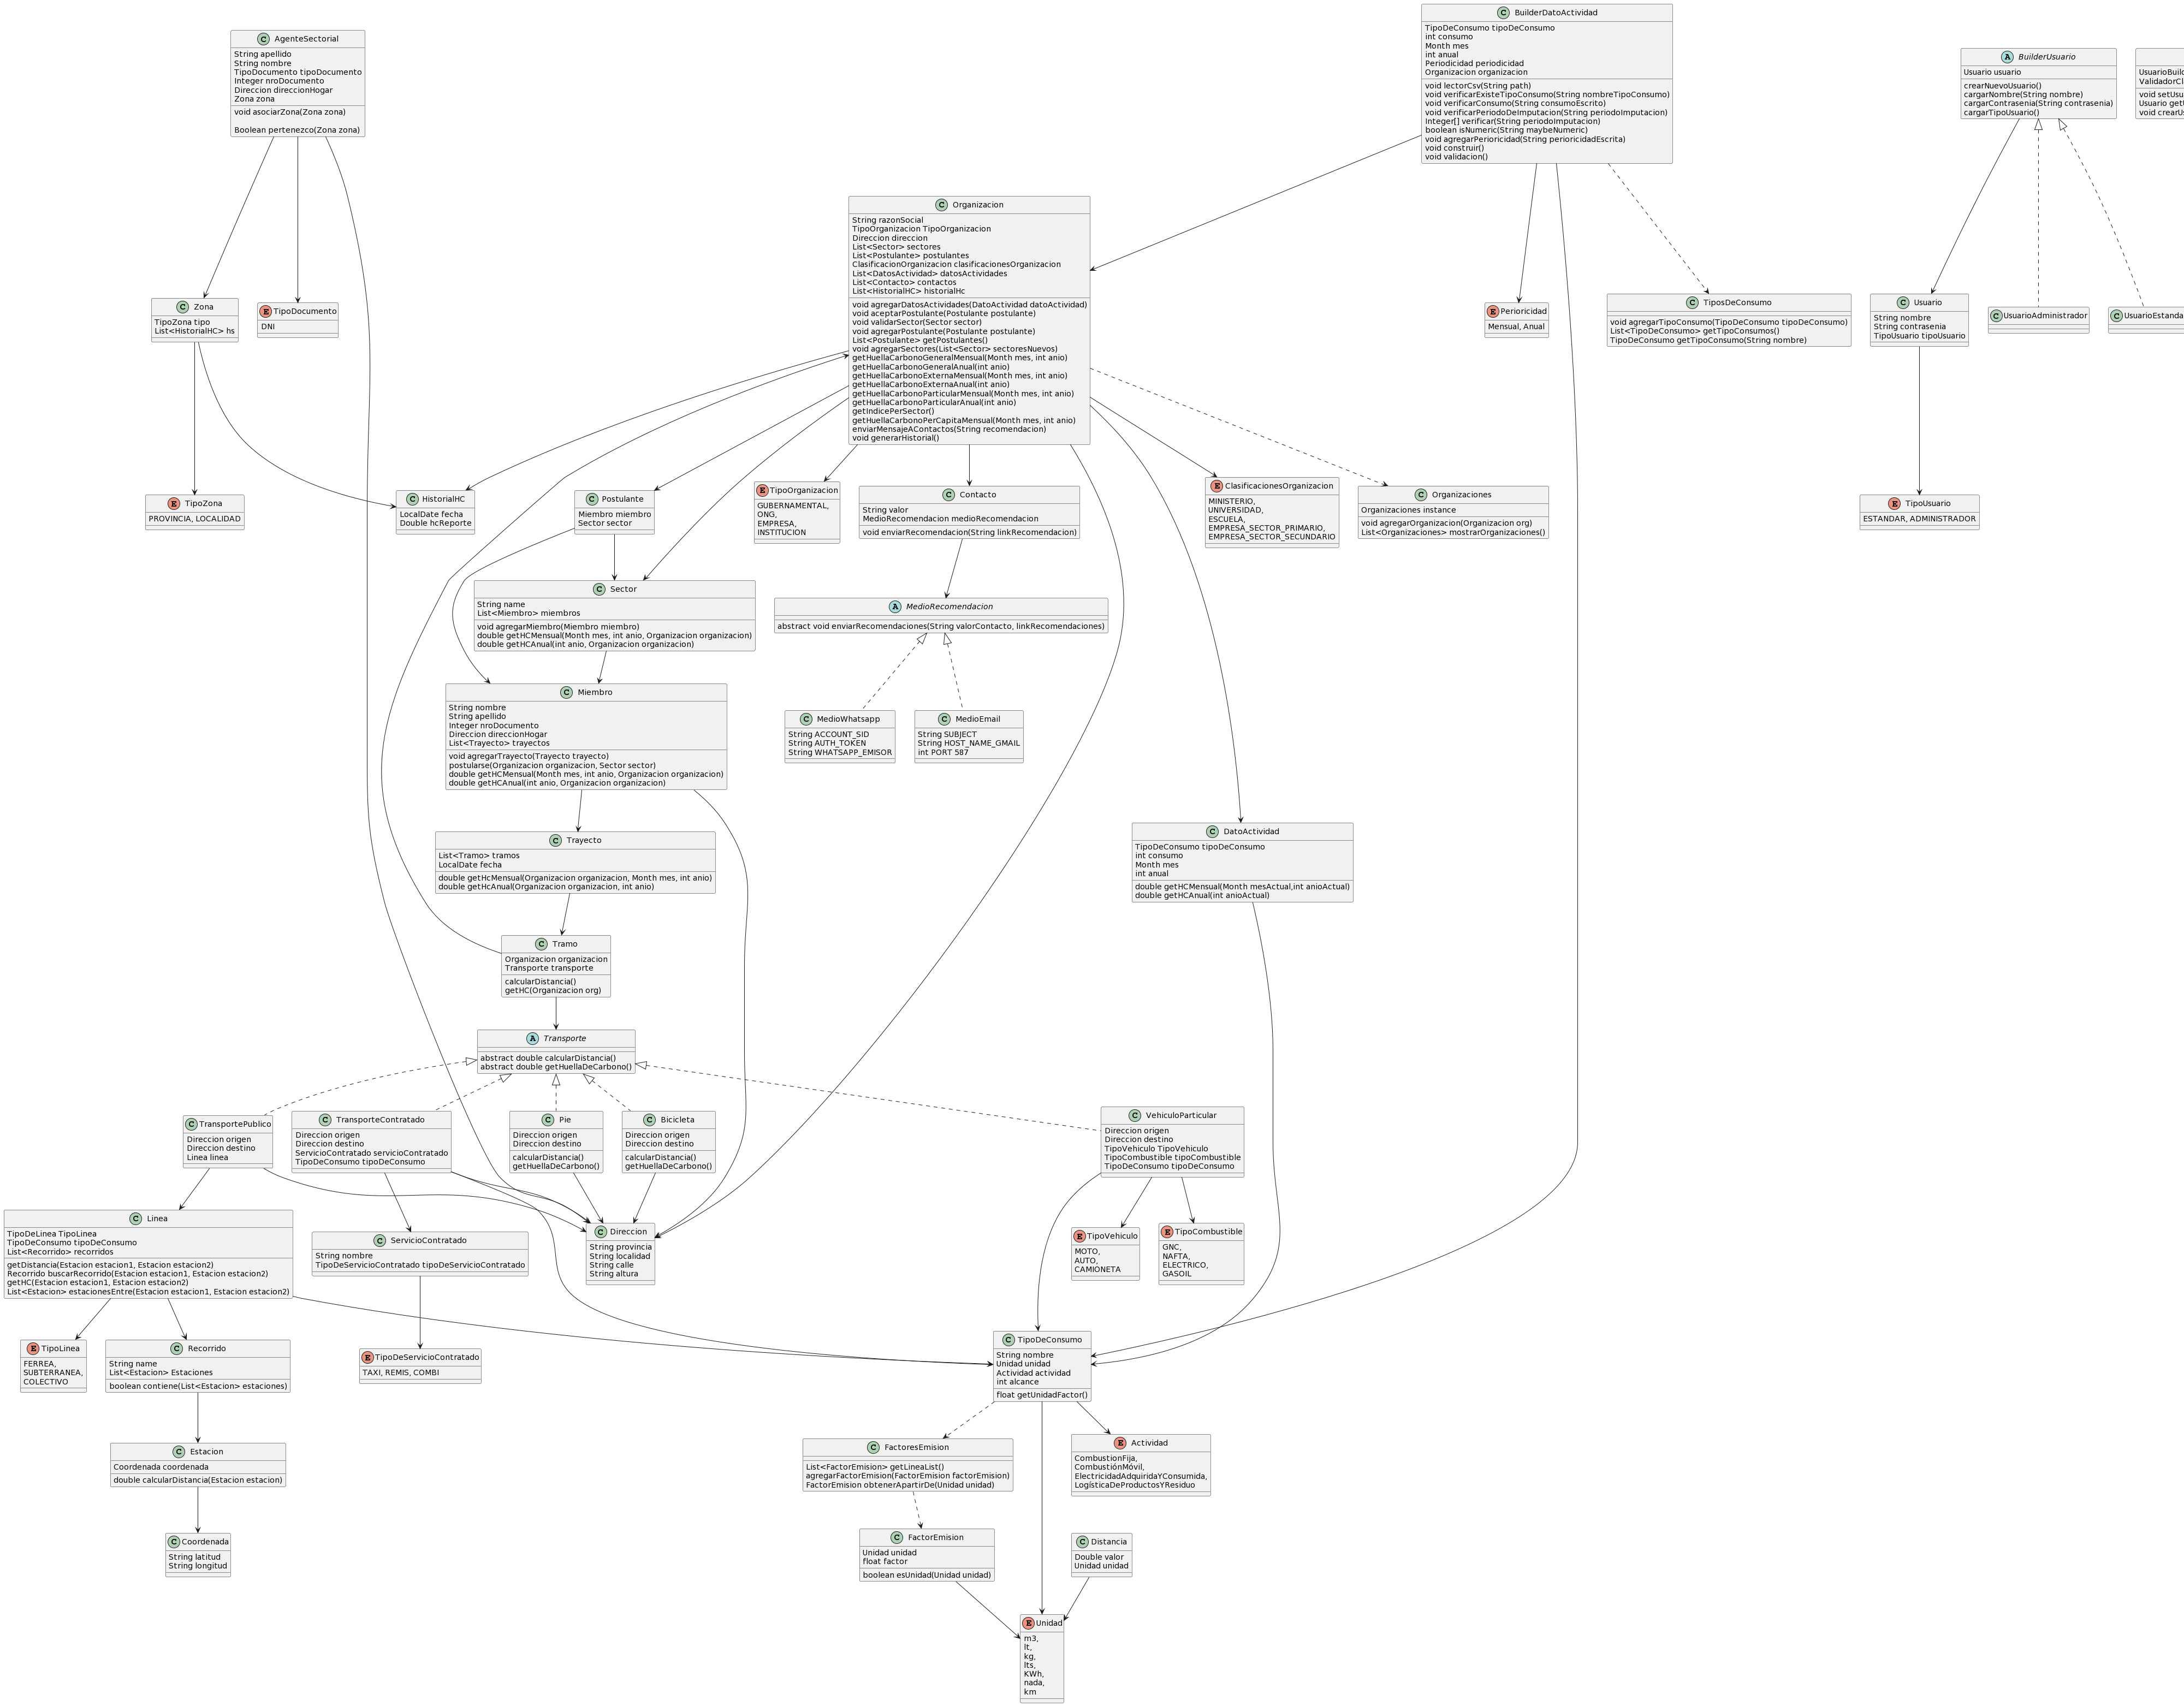 BuilderDatoActividad
TipoDeConsumo tipoDeConsumo
int consumo
Month mes
int anual
Periodicidad periodicidad
Organizacion organizacion
void lectorCsv(String path)
void verificarExisteTipoConsumo(String nombreTipoConsumo)
void verificarConsumo(String consumoEscrito)
void verificarPeriodoDeImputacion(String periodoImputacion)
Integer[] verificar(String periodoImputacion)
boolean isNumeric(String maybeNumeric)
void agregarPerioricidad(String perioricidadEscrita)
void construir()
void validacion()
AgenteSectorial
String apellido
String nombre
TipoDocumento tipoDocumento
Integer nroDocumento
Direccion direccionHogar
Zona zona
void asociarZona(Zona zona)
Boolean pertenezco(Zona zona)
BuilderUsuario
Usuario usuario
crearNuevoUsuario()
cargarNombre(String nombre)
cargarContrasenia(String contrasenia)
cargarTipoUsuario()
C
UsuarioBuil
ValidadorCl
void setUsu
Usuario get
void crearUs
Organizacion
String razonSocial
TipoOrganizacion TipoOrganizacion
Direccion direccion
List<Sector> sectores
List<Postulante> postulantes
ClasificacionOrganizacion clasificacionesOrganizacion
List<DatosActividad> datosActividades
List<Contacto> contactos
List<HistorialHC> historialHc
void agregarDatosActividades(DatoActividad datoActividad)
void aceptarPostulante(Postulante postulante)
void validarSector(Sector sector)
void agregarPostulante(Postulante postulante)
List<Postulante> getPostulantes()
void agregarSectores(List<Sector> sectoresNuevos)
getHuellaCarbonoGeneralMensual(Month mes, int anio)
getHuellaCarbonoGeneralAnual(int anio)
getHuellaCarbonoExternaMensual(Month mes, int anio)
getHuellaCarbonoExternaAnual(int anio)
getHuellaCarbonoParticularMensual(Month mes, int anio)
getHuellaCarbonoParticularAnual(int anio)
getIndicePerSector()
getHuellaCarbonoPerCapitaMensual(Month mes, int anio)
enviarMensajeAContactos(String recomendacion)
void generarHistorial()
Zona
TipoZona tipo
List<HistorialHC> hs
TipoDocumento
DNI
Perioricidad
Mensual, Anual
TiposDeConsumo
void agregarTipoConsumo(TipoDeConsumo tipoDeConsumo)
List<TipoDeConsumo> getTipoConsumos()
TipoDeConsumo getTipoConsumo(String nombre)
Usuario
String nombre
String contrasenia
TipoUsuario tipoUsuario
UsuarioAdministrador
UsuarioEstanda
TipoZona
PROVINCIA, LOCALIDAD
HistorialHC
LocalDate fecha
Double hcReporte
Postulante
Miembro miembro
Sector sector
TipoOrganizacion
GUBERNAMENTAL,
ONG,
EMPRESA,
INSTITUCION
Contacto
String valor
MedioRecomendacion medioRecomendacion
void enviarRecomendacion(String linkRecomendacion)
ClasificacionesOrganizacion
MINISTERIO,
UNIVERSIDAD,
ESCUELA,
EMPRESA_SECTOR_PRIMARIO,
EMPRESA_SECTOR_SECUNDARIO
Organizaciones
Organizaciones instance
void agregarOrganizacion(Organizacion org)
List<Organizaciones> mostrarOrganizaciones()
TipoUsuario
ESTANDAR, ADMINISTRADOR
Sector
String name
List<Miembro> miembros
void agregarMiembro(Miembro miembro)
double getHCMensual(Month mes, int anio, Organizacion organizacion)
double getHCAnual(int anio, Organizacion organizacion)
MedioRecomendacion
abstract void enviarRecomendaciones(String valorContacto, linkRecomendaciones)
Miembro
String nombre
String apellido
Integer nroDocumento
Direccion direccionHogar
List<Trayecto> trayectos
void agregarTrayecto(Trayecto trayecto)
postularse(Organizacion organizacion, Sector sector)
double getHCMensual(Month mes, int anio, Organizacion organizacion)
double getHCAnual(int anio, Organizacion organizacion)
MedioWhatsapp
String ACCOUNT_SID
String AUTH_TOKEN
String WHATSAPP_EMISOR
MedioEmail
String SUBJECT
String HOST_NAME_GMAIL
int PORT 587
Trayecto
List<Tramo> tramos
LocalDate fecha
double getHcMensual(Organizacion organizacion, Month mes, int anio)
double getHcAnual(Organizacion organizacion, int anio)
DatoActividad
TipoDeConsumo tipoDeConsumo
int consumo
Month mes
int anual
double getHCMensual(Month mesActual,int anioActual)
double getHCAnual(int anioActual)
Tramo
Organizacion organizacion
Transporte transporte
calcularDistancia()
getHC(Organizacion org)
Transporte
abstract double calcularDistancia()
abstract double getHuellaDeCarbono()
TransportePublico
Direccion origen
Direccion destino
Linea linea
TransporteContratado
Direccion origen
Direccion destino
ServicioContratado servicioContratado
TipoDeConsumo tipoDeConsumo
Pie
Direccion origen
Direccion destino
calcularDistancia()
getHuellaDeCarbono()
Bicicleta
Direccion origen
Direccion destino
calcularDistancia()
getHuellaDeCarbono()
VehiculoParticular
Direccion origen
Direccion destino
TipoVehiculo TipoVehiculo
TipoCombustible tipoCombustible
TipoDeConsumo tipoDeConsumo
Linea
TipoDeLinea TipoLinea
TipoDeConsumo tipoDeConsumo
List<Recorrido> recorridos
getDistancia(Estacion estacion1, Estacion estacion2)
Recorrido buscarRecorrido(Estacion estacion1, Estacion estacion2)
getHC(Estacion estacion1, Estacion estacion2)
List<Estacion> estacionesEntre(Estacion estacion1, Estacion estacion2)
ServicioContratado
String nombre
TipoDeServicioContratado tipoDeServicioContratado
Direccion
String provincia
String localidad
String calle
String altura
TipoVehiculo
MOTO,
AUTO,
CAMIONETA
TipoCombustible
GNC,
NAFTA,
ELECTRICO,
GASOIL
TipoLinea
FERREA,
SUBTERRANEA,
COLECTIVO
Recorrido
String name
List<Estacion> Estaciones
boolean contiene(List<Estacion> estaciones)
TipoDeServicioContratado
TAXI, REMIS, COMBI
TipoDeConsumo
String nombre
Unidad unidad
Actividad actividad
int alcance
float getUnidadFactor()
Estacion
Coordenada coordenada
double calcularDistancia(Estacion estacion)
FactoresEmision
List<FactorEmision> getLineaList()
agregarFactorEmision(FactorEmision factorEmision)
FactorEmision obtenerApartirDe(Unidad unidad)
Actividad
CombustionFija,
CombustiónMóvil,
ElectricidadAdquiridaYConsumida,
LogísticaDeProductosYResiduo
Coordenada
String latitud
String longitud
FactorEmision
Unidad unidad
float factor
boolean esUnidad(Unidad unidad)
Distancia
Double valor
Unidad unidad
Unidad
m3,
lt,
kg,
lts,
KWh,
nada,
km